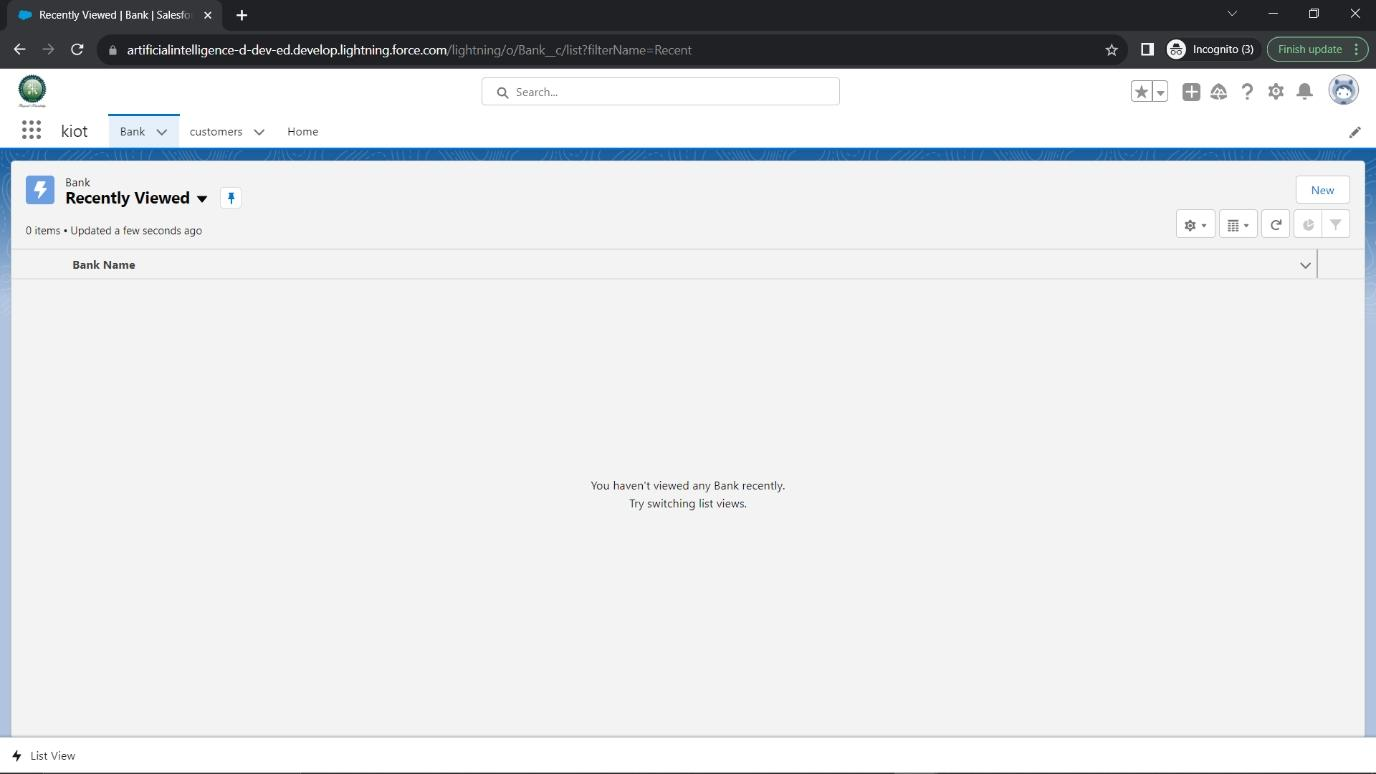 Recently Viewed | Bank | Salesfo
artificialintelligence-d-dev-ed.develop.lightning.force.com/lightning/o/Bank__c/list?filterName=Recent
Incognito (3)
Finish update
Search...
kiot
Bank
customers
Home
Bank
Recently Viewed
New
0 items • Updated a few seconds ago
Bank Name
You haven't viewed any Bank recently.
Try switching list views.
List View